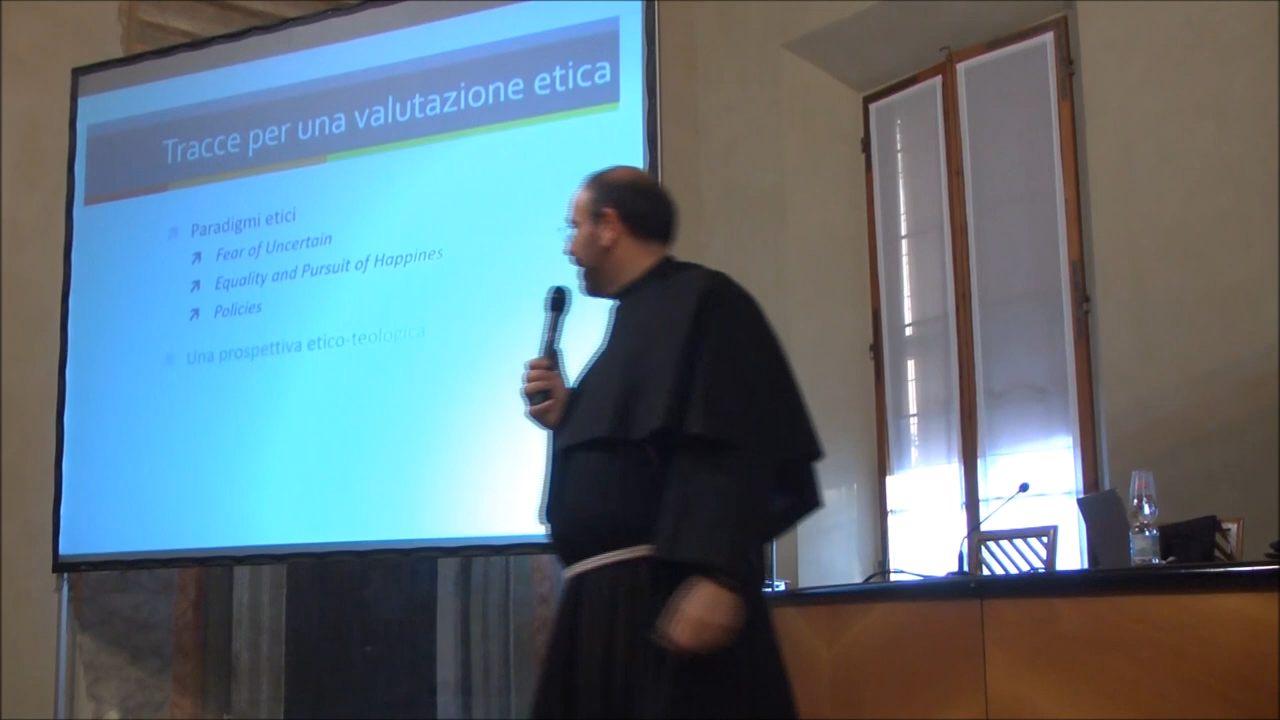 Tracce per una valutazione etica
Paradigmi etici
Fear of Uncertain
Equality and Pursuit of Happines
Policies
Una prospettiva etico-teologica